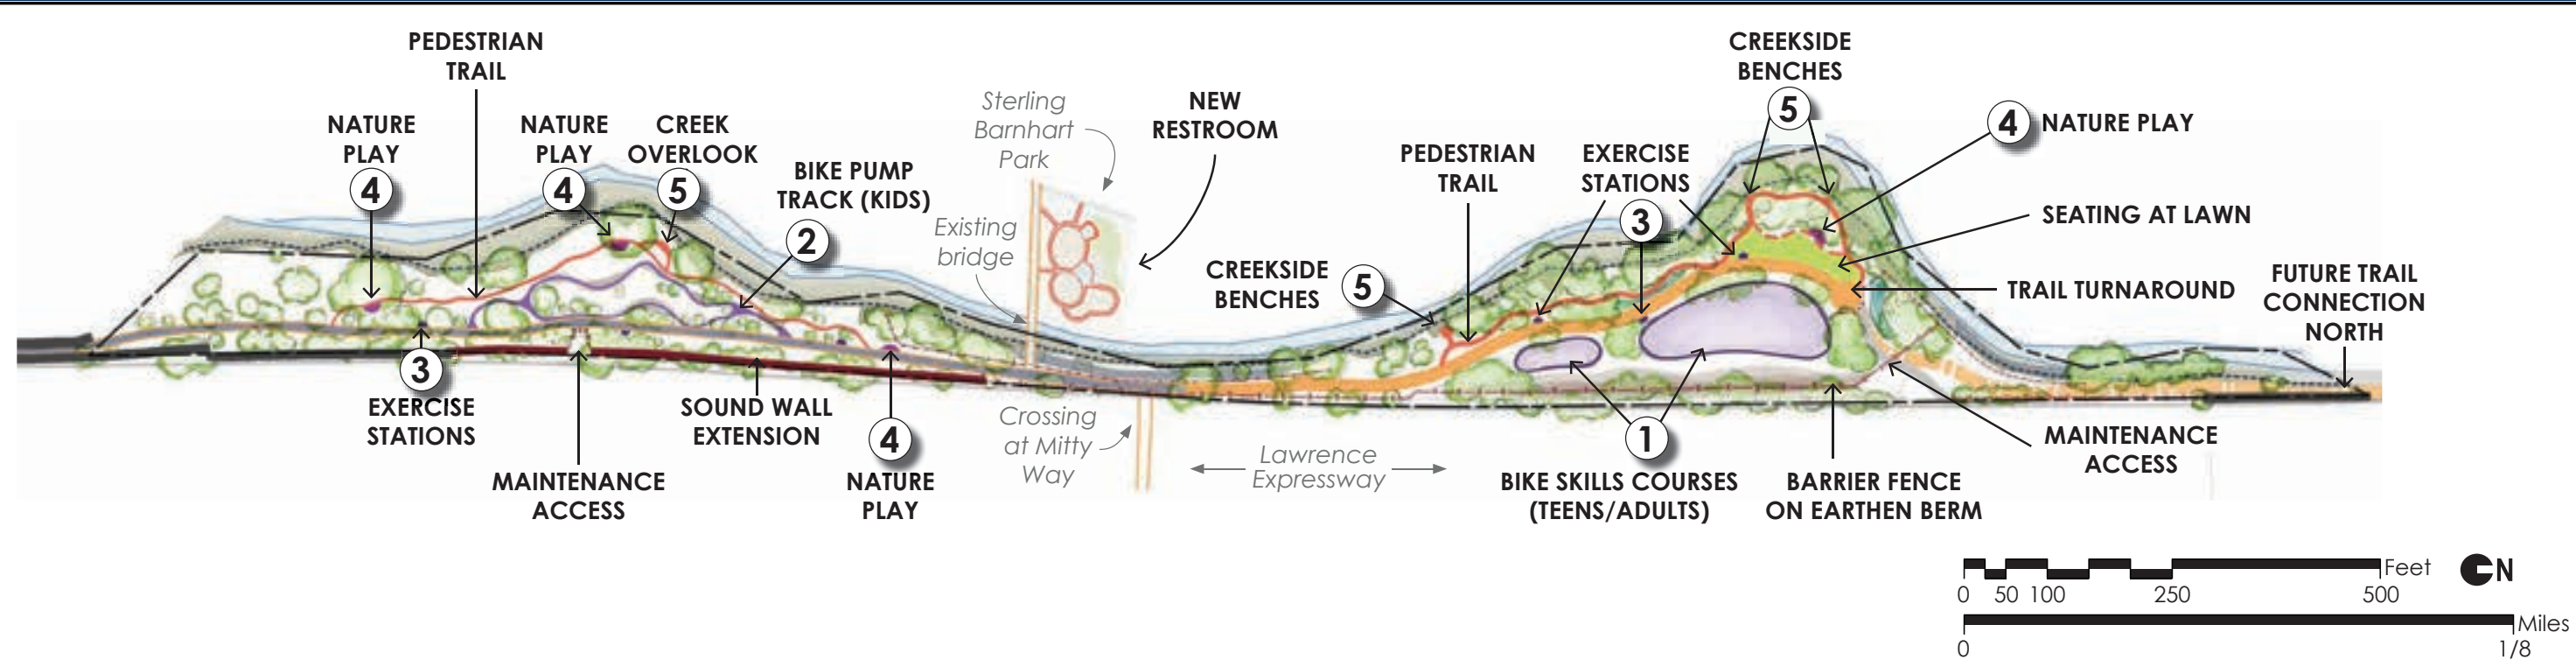 PEDESTRIAN
TRAIL
NATURE
PLAY
4
NATURE
PLAY
4
CREEK
OVERLOOK
5
BIKE PUMP
TRACK (KIDS)
2
Sterling
Barnhart
Park
Existing
bridge
NEW
RESTROOM
CREEKSIDE
BENCHES
5
PEDESTRIAN
TRAIL
EXERCISE
STATIONS
3
CREEKSIDE
BENCHES
5
4 NATURE PLAY
SEATING AT LAWN
TRAIL TURNAROUND
FUTURE TRAIL
CONNECTION
NORTH
3
EXERCISE
STATIONS
MAINTENANCE
ACCESS
SOUND WALL
EXTENSION
4
NATURE
PLAY
Crossing
at Mitty
Way
Lawrence
Expressway
1
BIKE SKILLS COURSES
(TEENS/ADULTS)
BARRIER FENCE
ON EARTHEN BERM
MAINTENANCE
ACCESS
Feet
0 50 100 250 500
N
Miles
0 1/8